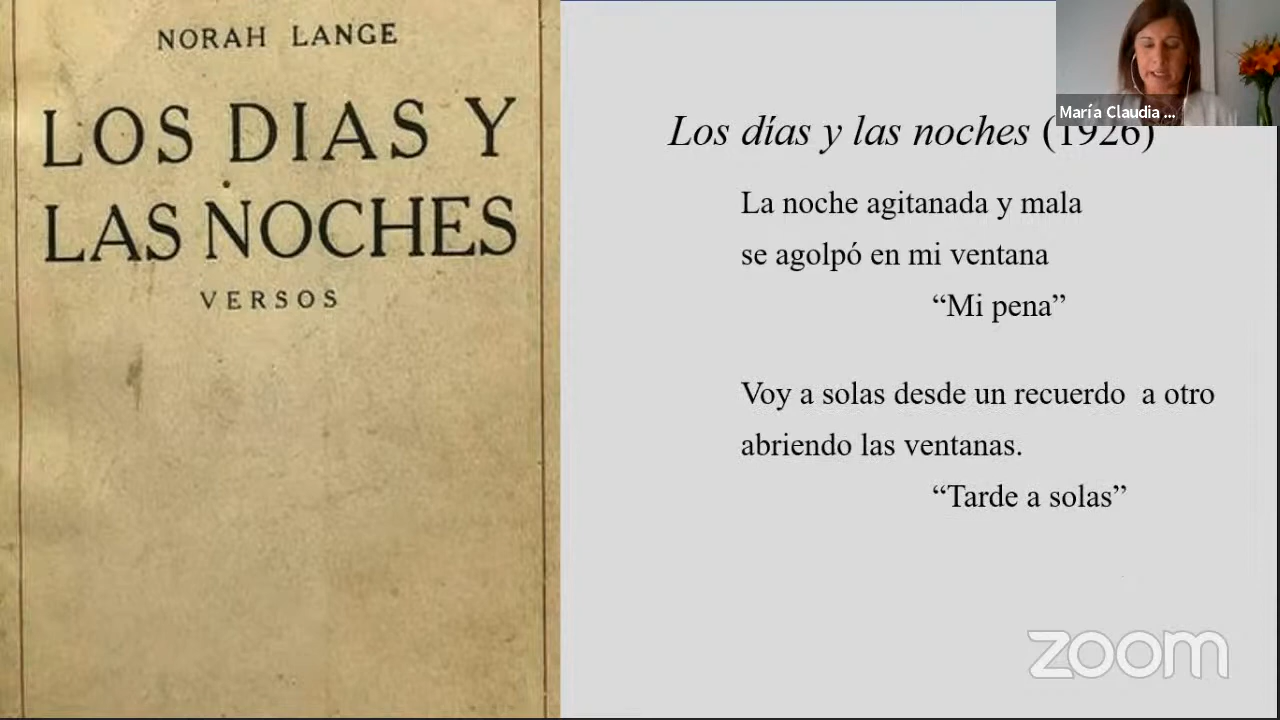 NORAH LANGE
LOS DIAS Y
LAS NOCHES
VERSOS
Los días y las noches (1926)
La noche agitanada y mala
se agolpó en mi ventana
“Mi pena”
Voy a solas desde un recuerdo a otro
abriendo las ventanas.
“Tarde a solas”
María Claudia ...
zoom